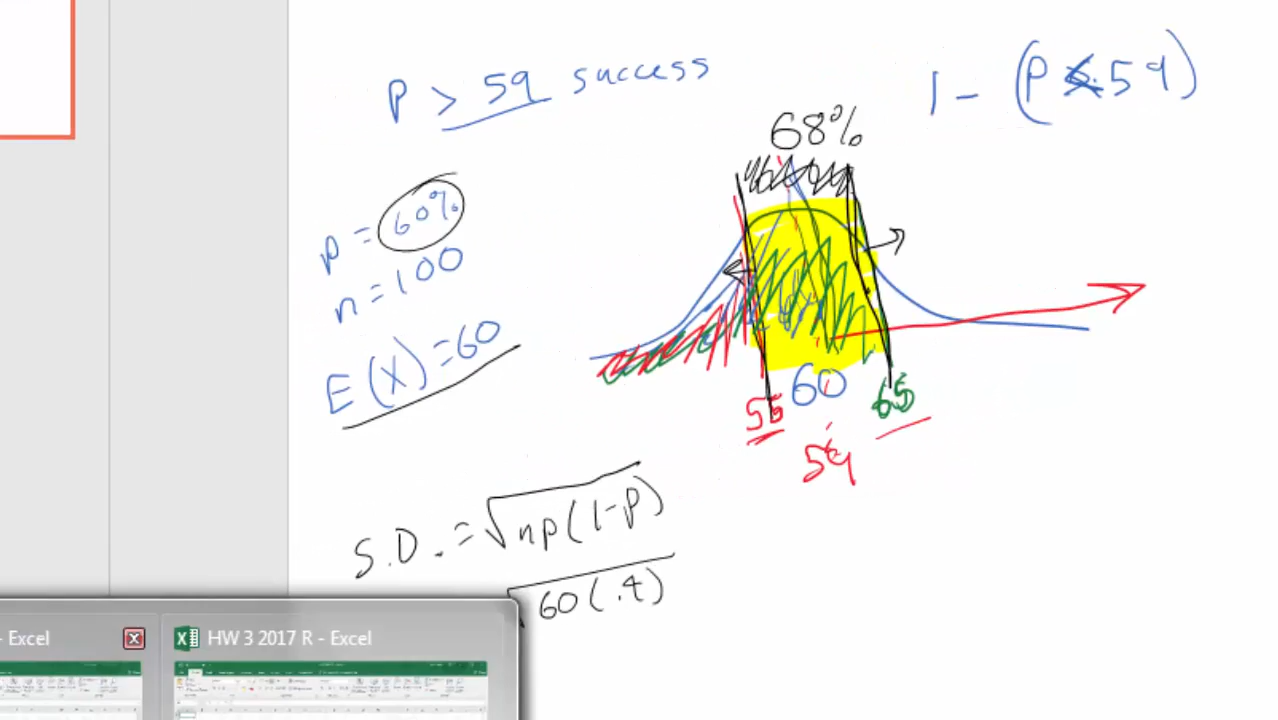 P > 59 success
1 - (P < 59)
68%
p = 60%
n = 100
E(X) = 60
60
55
65
59
S.D. = √np(1-p)
√60(.4)
- Excel
HW 3 2017 R - Excel